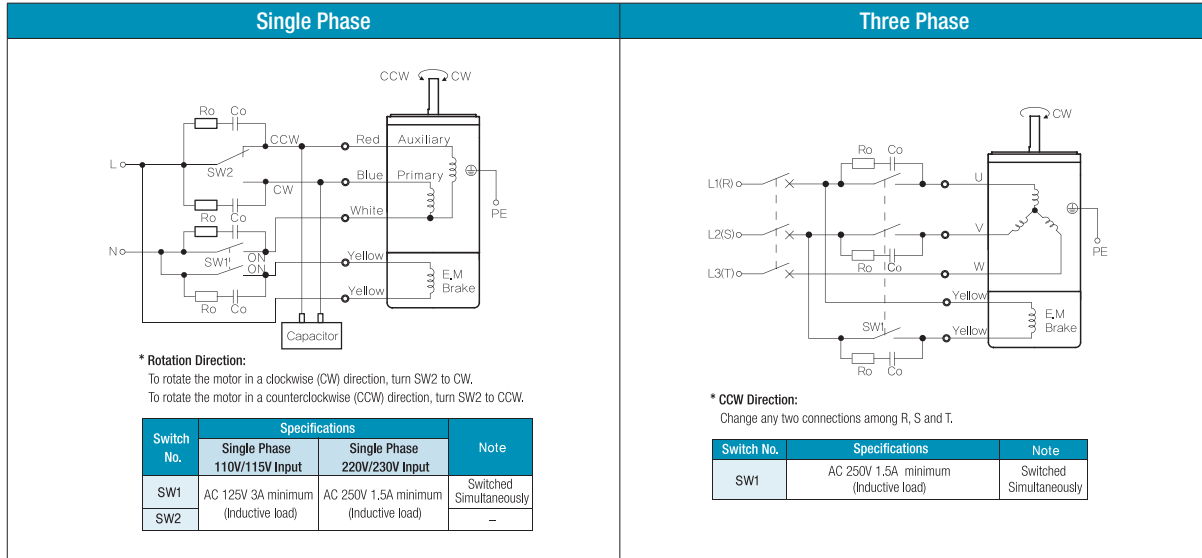 Single Phase
CCW CW
Ro Co
CCW Red Auxiliary
L
SW2
CW Blue Primary
Ro Co
White
PE
Ro Co
N
SW1 ON
ON
Yellow
E.M
Brake
Yellow
Ro Co
Capacitor
* Rotation Direction:
To rotate the motor in a clockwise (CW) direction, turn SW2 to CW.
To rotate the motor in a counterclockwise (CCW) direction, turn SW2 to CCW.
Switch No. Specifications Note
Single Phase 110V/115V Input Single Phase 220V/230V Input
SW1 AC 125V 3A minimum (Inductive load) AC 250V 1.5A minimum (Inductive load) Switched Simultaneously
SW2 –
Three Phase
CW
Ro Co
L1(R) U
L2(S) V
Ro Co
PE
L3(T) W
Yellow
E.M
Brake
SW1 Yellow
Ro Co
* CCW Direction:
Change any two connections among R, S and T.
Switch No. Specifications Note
SW1 AC 250V 1.5A minimum (Inductive load) Switched Simultaneously